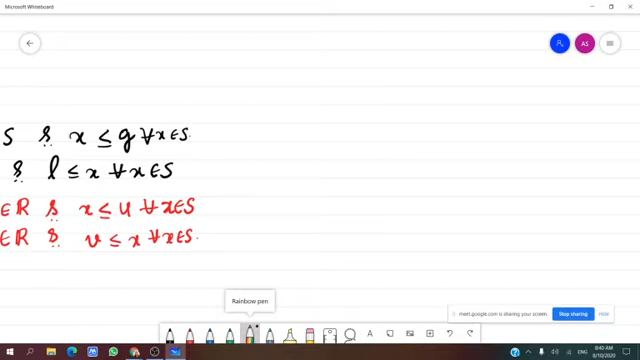 Microsoft Whiteboard
AS
S s.. x ≤ g ∀x∈S.
s.. l ≤ x ∀x∈S
∈R s.. x ≤ u ∀x∈S
∈R s.. v ≤ x ∀x∈S.
Rainbow pen
meet.google.com is sharing your screen.
Stop sharing
Hide
A
ENG
8:40 AM
8/10/2020